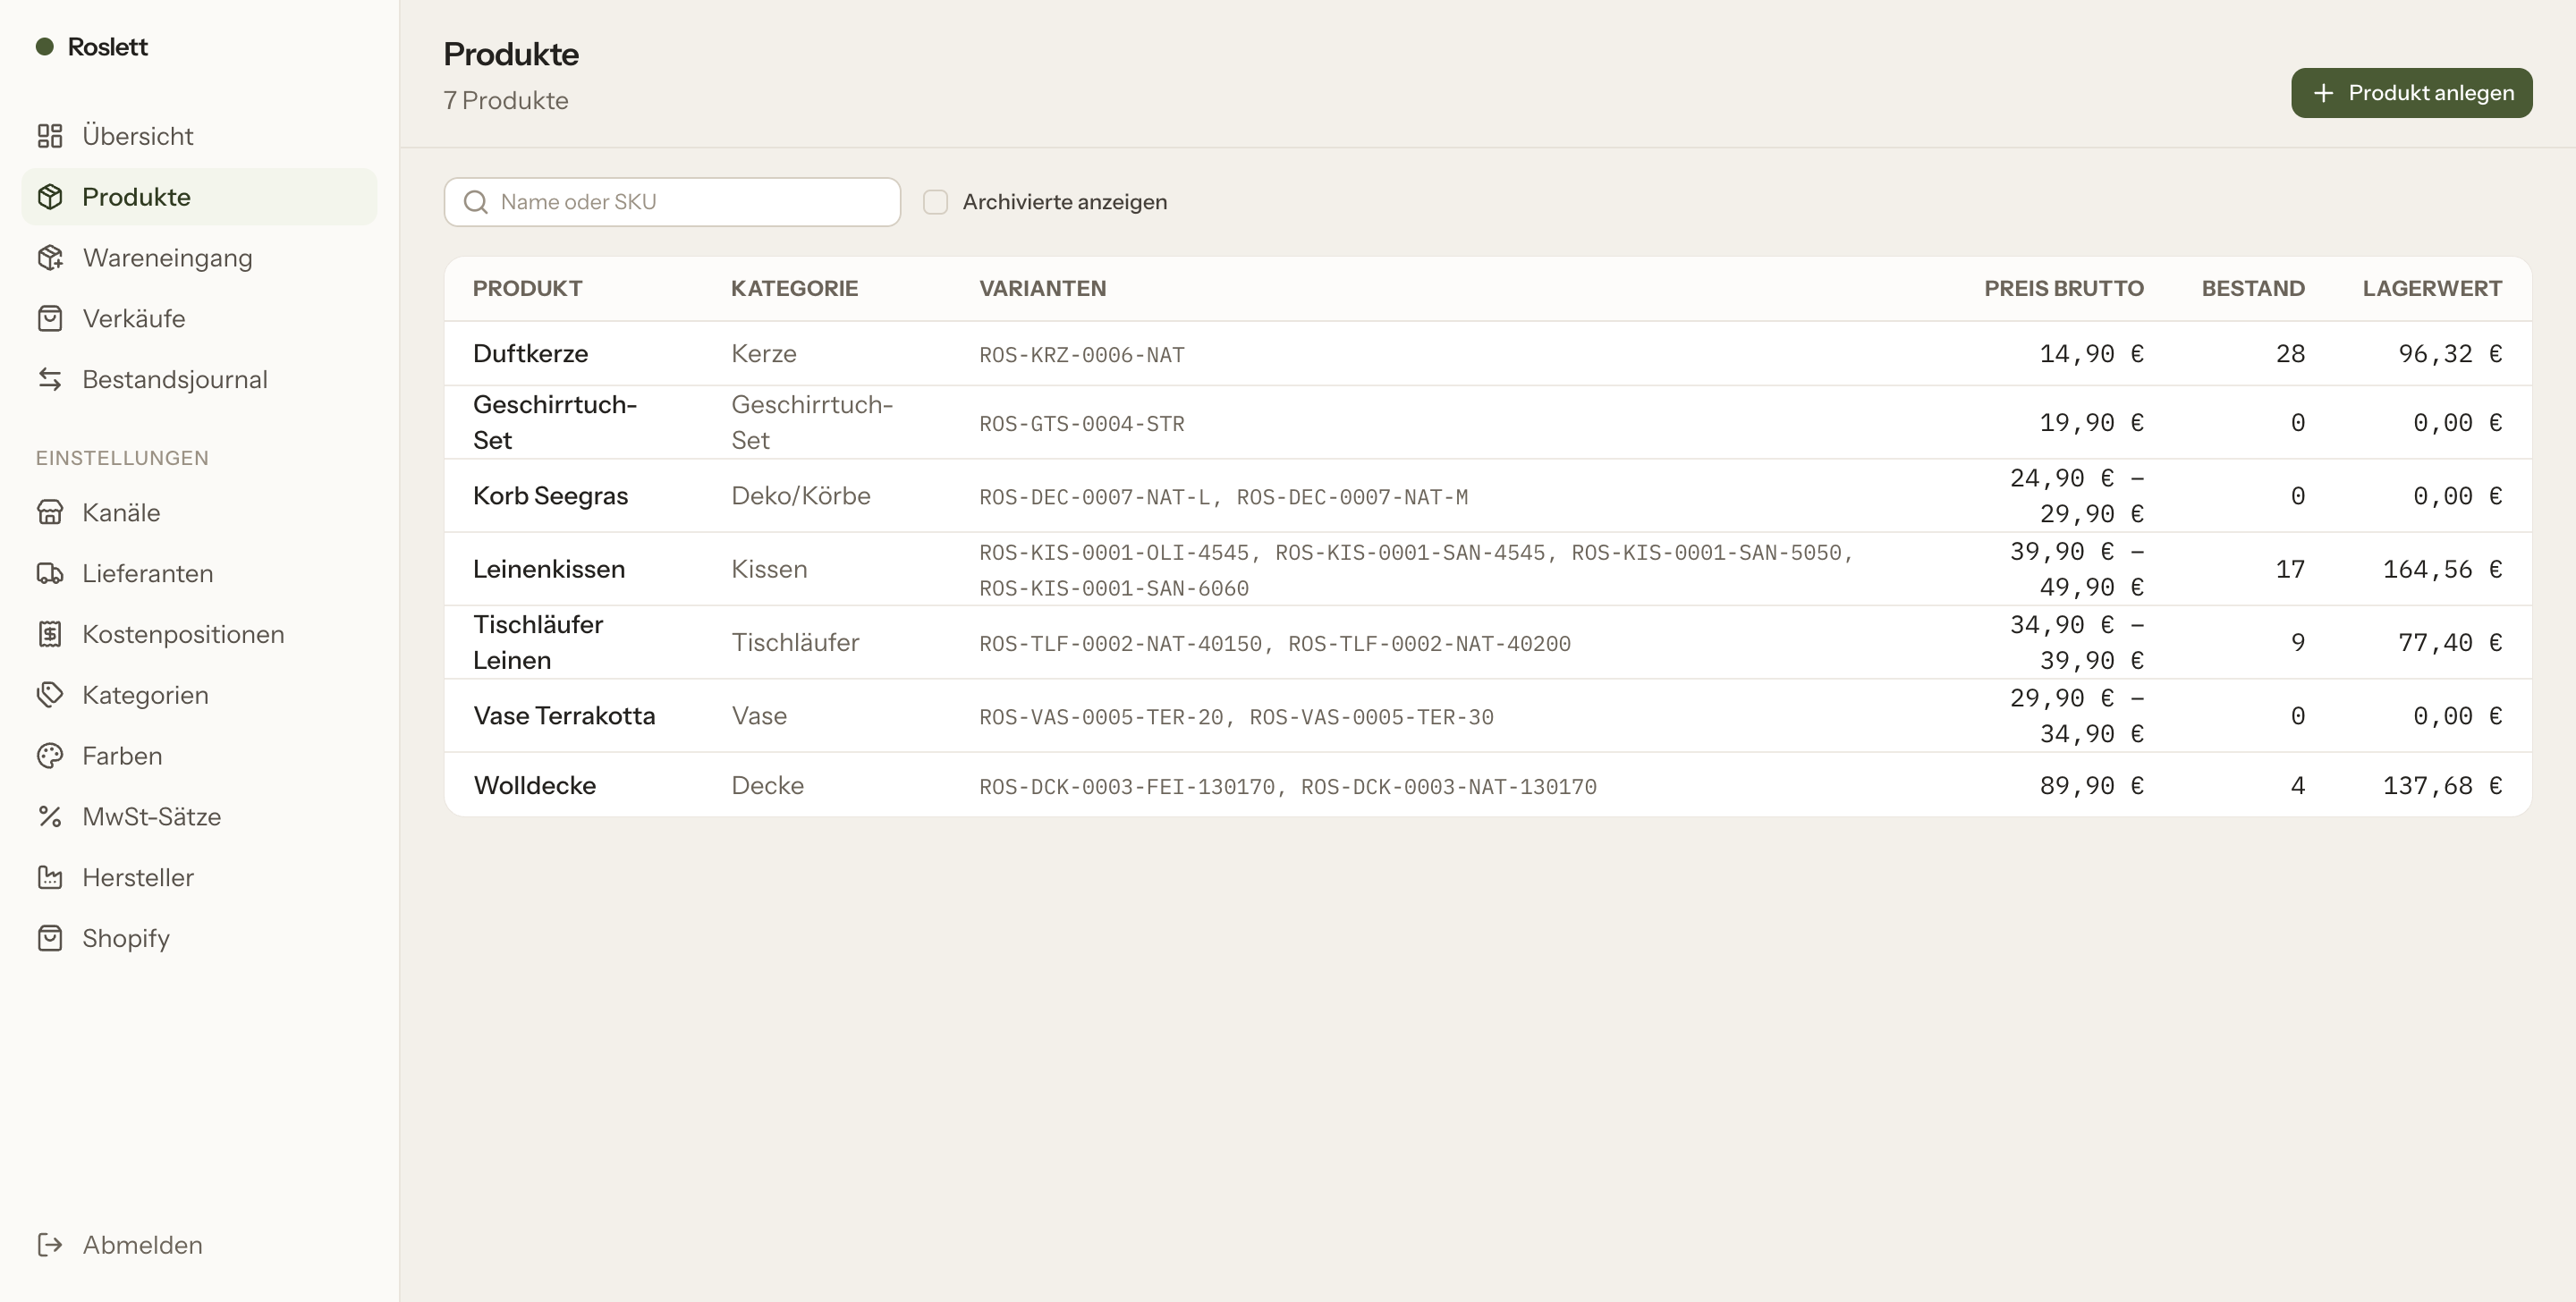 Roslett
Übersicht
Produkte
Wareneingang
Verkäufe
Bestandsjournal
EINSTELLUNGEN
Kanäle
Lieferanten
Kostenpositionen
Kategorien
Farben
MwSt-Sätze
Hersteller
Shopify
Abmelden
Produkte
7 Produkte
Produkt anlegen
Name oder SKU
Archivierte anzeigen
PRODUKT KATEGORIE VARIANTEN PREIS BRUTTO BESTAND LAGERWERT
Duftkerze Kerze ROS-KRZ-0006-NAT 14,90 € 28 96,32 €
Geschirrtuch-
Set
Geschirrtuch-
Set
ROS-GTS-0004-STR 19,90 € 0 0,00 €
Korb Seegras Deko/Körbe ROS-DEC-0007-NAT-L, ROS-DEC-0007-NAT-M
24,90 € –
29,90 €
0 0,00 €
Leinenkissen Kissen
ROS-KIS-0001-OLI-4545, ROS-KIS-0001-SAN-4545, ROS-KIS-0001-SAN-5050,
ROS-KIS-0001-SAN-6060
39,90 € –
49,90 €
17 164,56 €
Tischläufer
Leinen
Tischläufer ROS-TLF-0002-NAT-40150, ROS-TLF-0002-NAT-40200
34,90 € –
39,90 €
9 77,40 €
Vase Terrakotta Vase ROS-VAS-0005-TER-20, ROS-VAS-0005-TER-30
29,90 € –
34,90 €
0 0,00 €
Wolldecke Decke ROS-DCK-0003-FEI-130170, ROS-DCK-0003-NAT-130170 89,90 € 4 137,68 €